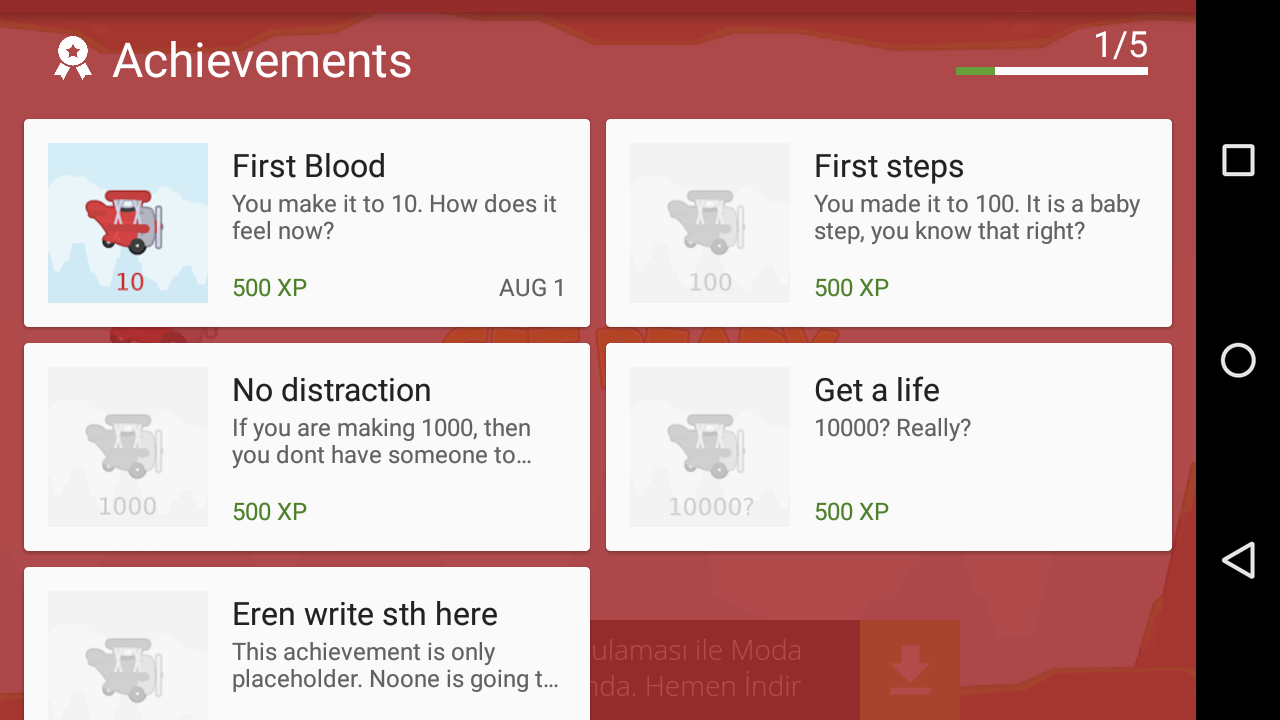 Achievements
1/5
First Blood
You make it to 10. How does it
feel now?
10
500 XP
AUG 1
First steps
You made it to 100. It is a baby
step, you know that right?
100
500 XP
No distraction
If you are making 1000, then
you dont have someone to…
1000
500 XP
Get a life
10000? Really?
10000?
500 XP
Eren write sth here
This achievement is only
placeholder. Noone is going t…
GET READY
ulaması ile Moda
nda. Hemen İndir